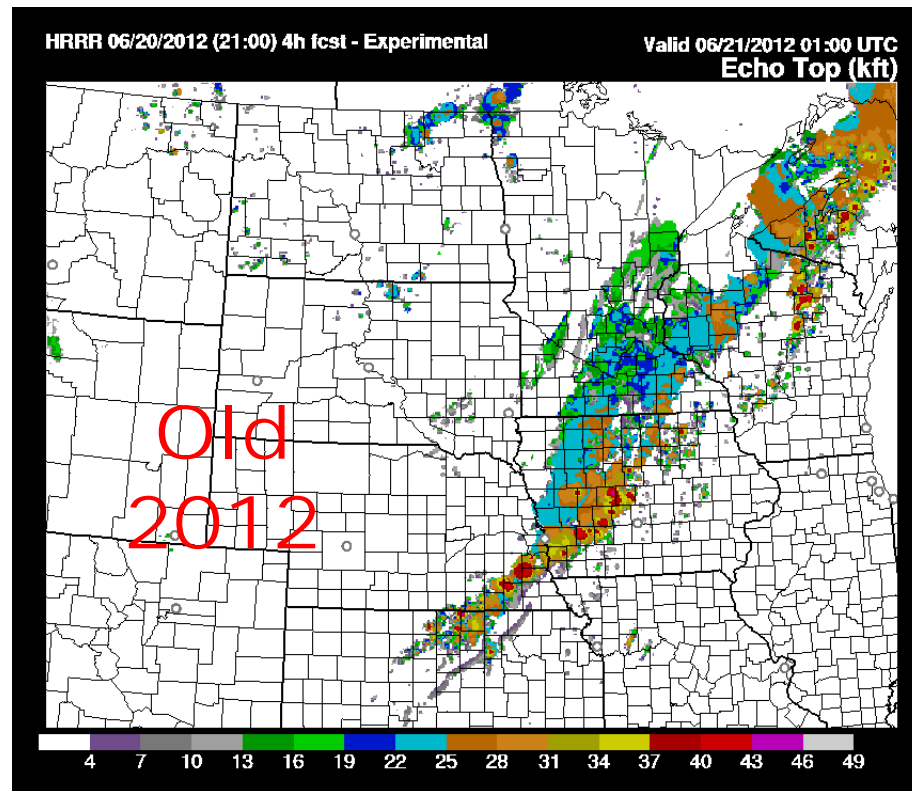 HRRR 06/20/2012 (21:00) 4h fcst - Experimental
Valid 06/21/2012 01:00 UTC
Echo Top (kft)
Old
2012
4 7 10 13 16 19 22 25 28 31 34 37 40 43 46 49